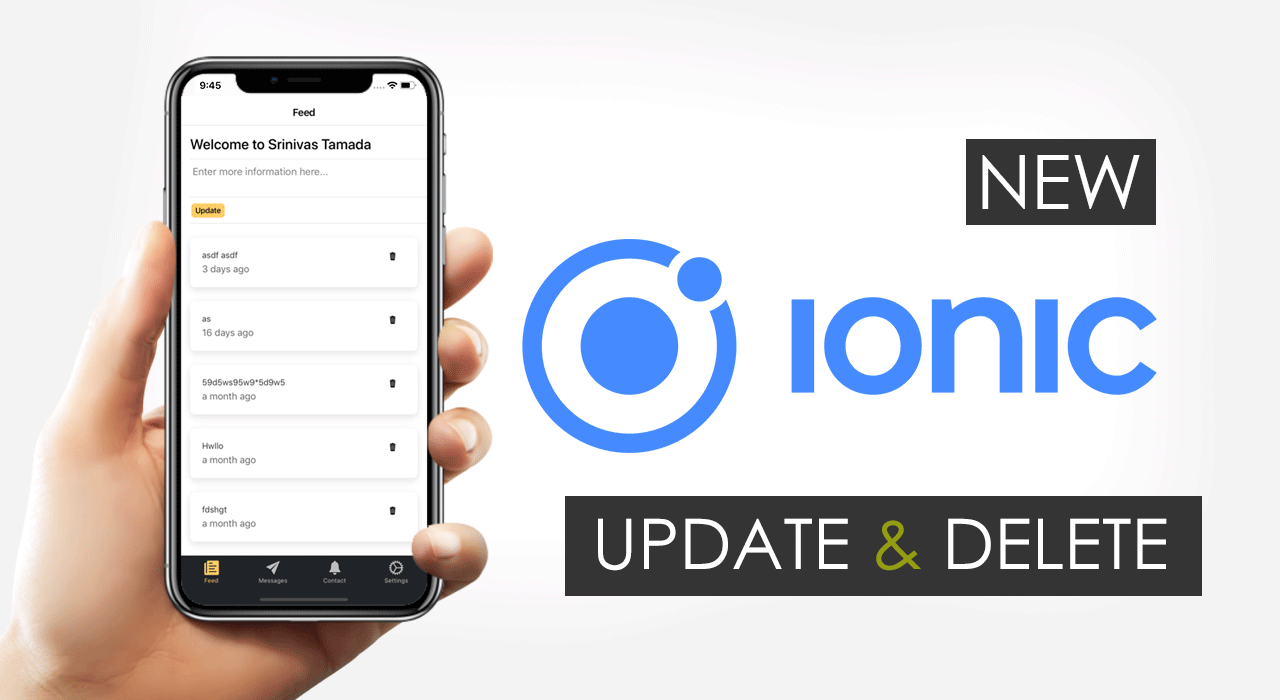 9:45
Feed
Welcome to Srinivas Tamada
Enter more information here...
Update
asdf asdf
3 days ago
as
16 days ago
59d5ws95w9*5d9w5
a month ago
Hwllo
a month ago
fdshgt
a month ago
Feed Messages Contact Settings
NEW
ionic
UPDATE & DELETE